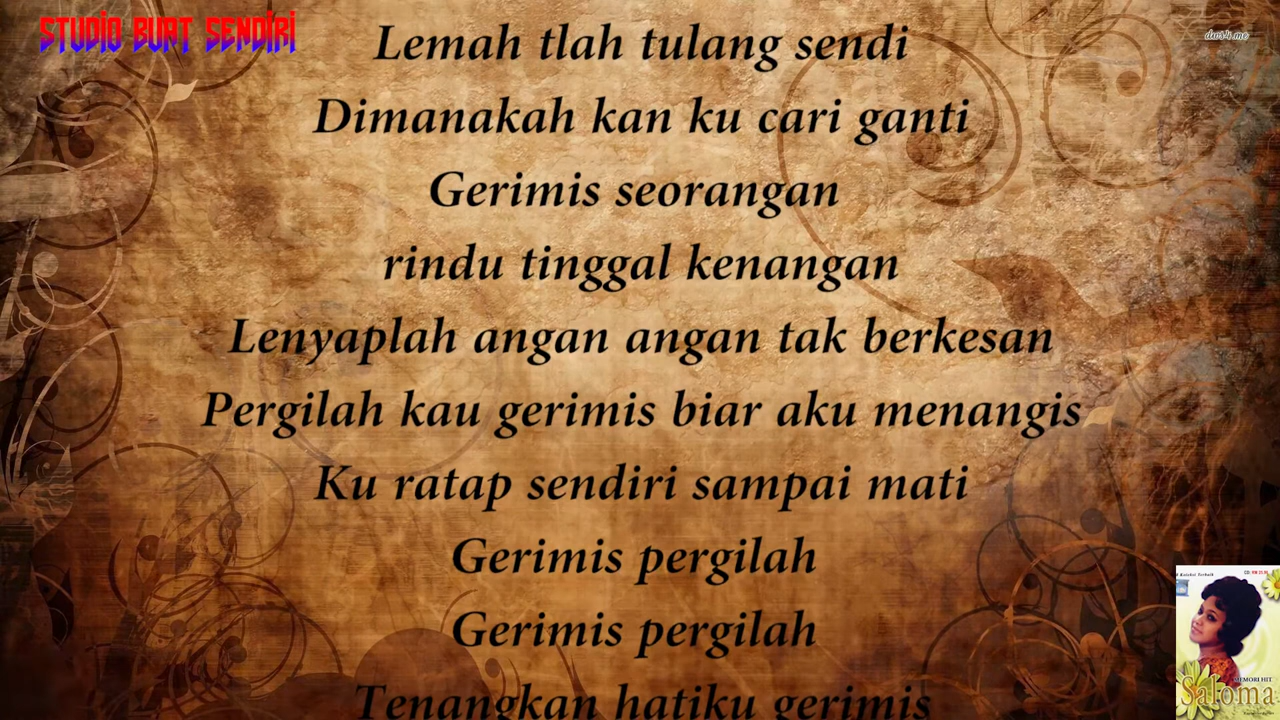 STUDIO BUAT SENDIRI
Lemah tlah tulang sendi
Dimanakah kan ku cari ganti
Gerimis seorangan
rindu tinggal kenangan
Lenyaplah angan angan tak berkesan
Pergilah kau gerimis biar aku menangis
Ku ratap sendiri sampai mati
Gerimis pergilah
Gerimis pergilah
Tenangkan hatiku gerimis
MEMORI HIT
Saloma